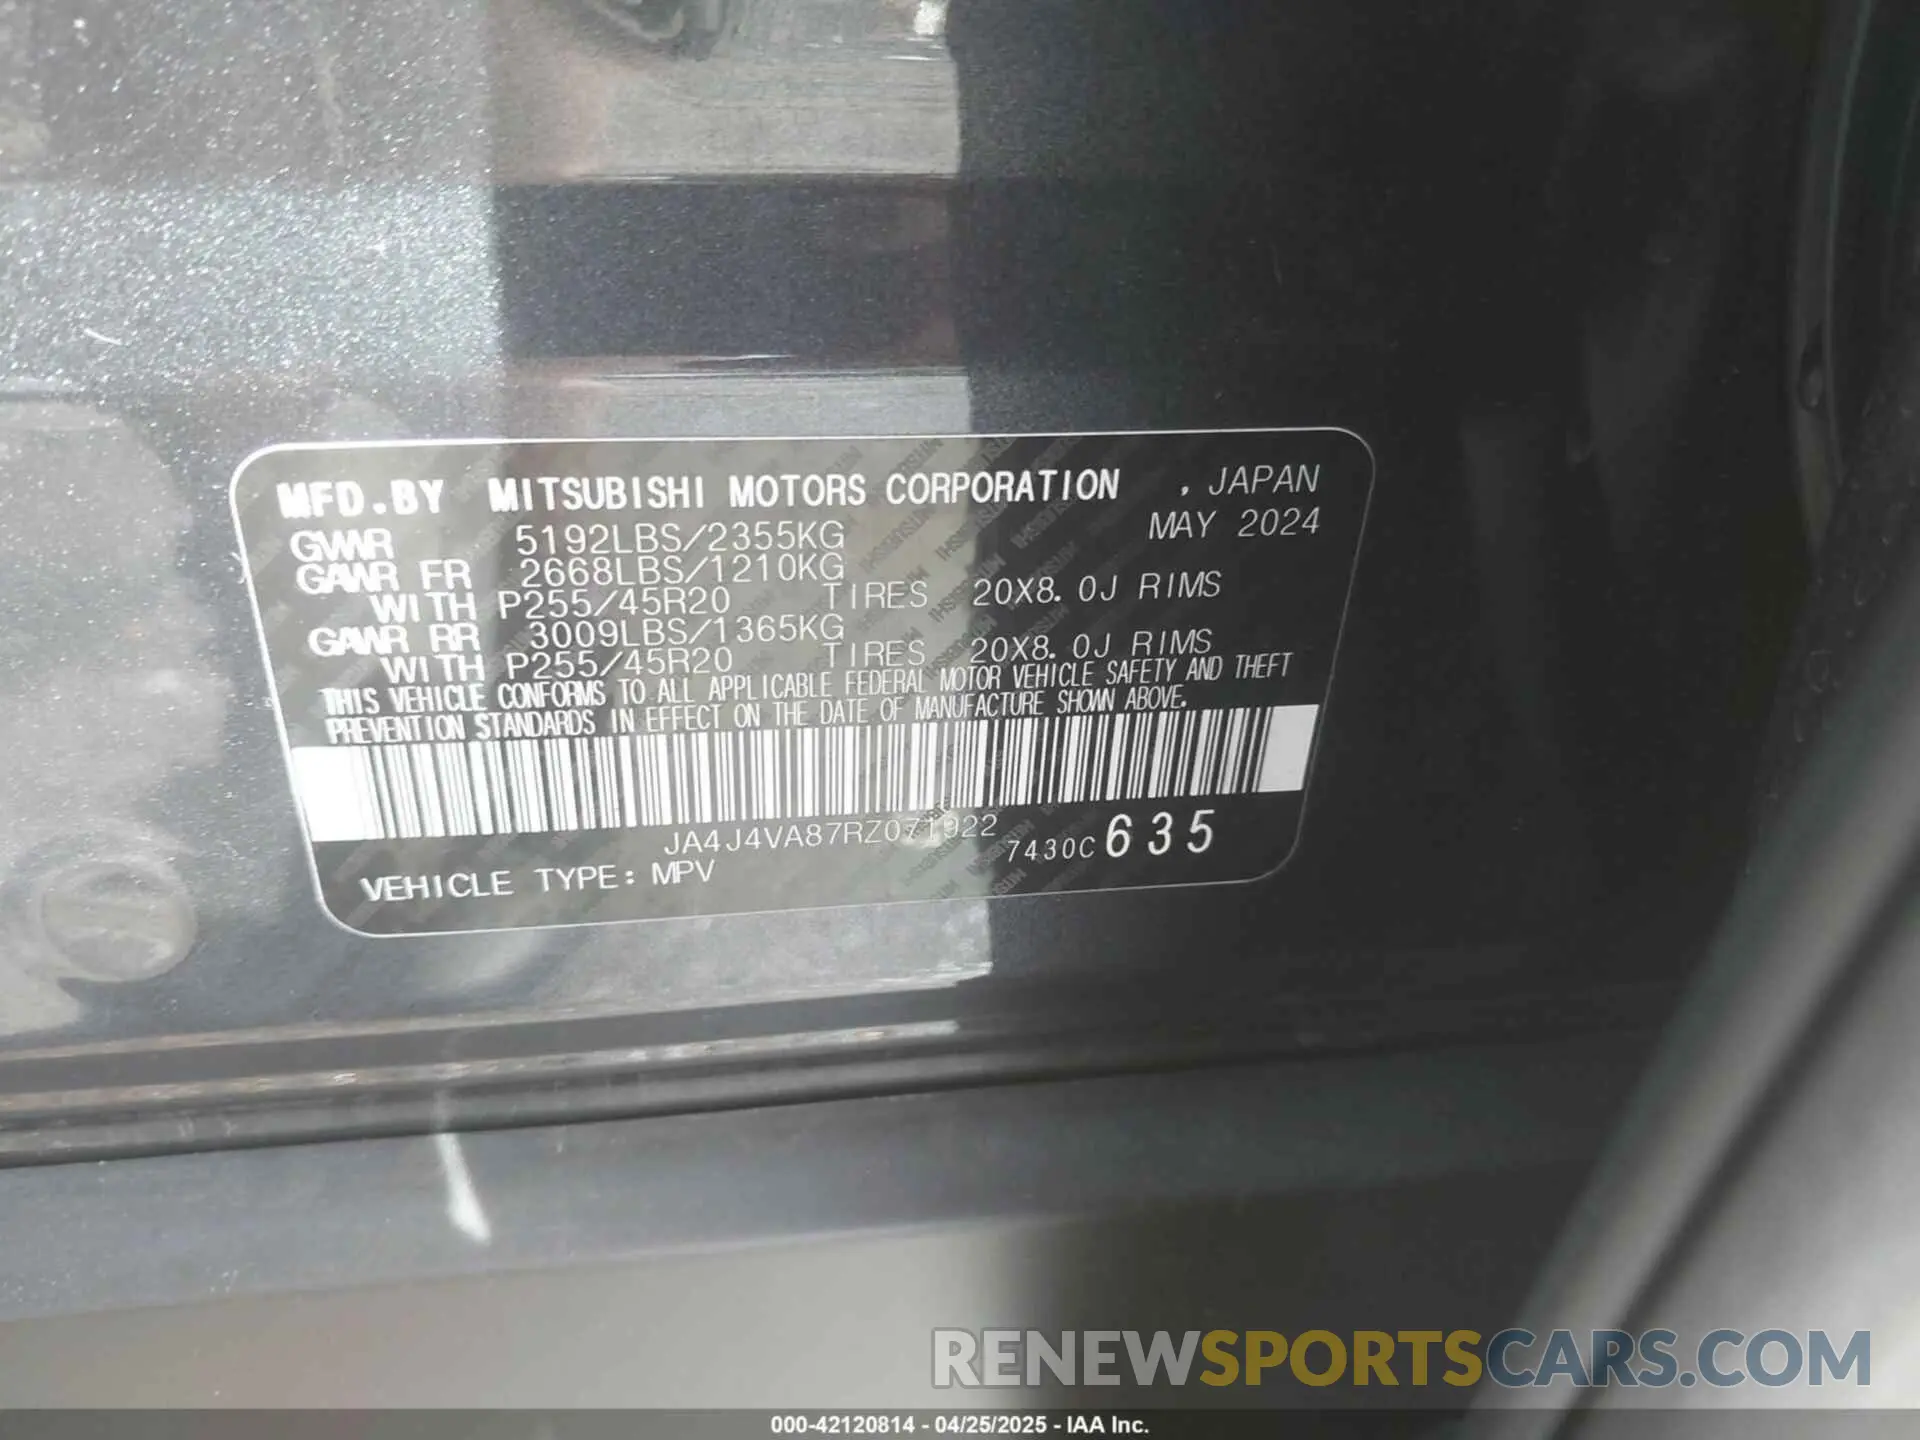 MFD.BY MITSUBISHI MOTORS CORPORATION , JAPAN
GVWR 5192LBS/2355KG MAY 2024
GAWR FR 2668LBS/1210KG
WITH P255/45R20 TIRES 20X8.0J RIMS
GAWR RR 3009LBS/1365KG
WITH P255/45R20 TIRES 20X8.0J RIMS
THIS VEHICLE CONFORMS TO ALL APPLICABLE FEDERAL MOTOR VEHICLE SAFETY AND THEFT
PREVENTION STANDARDS IN EFFECT ON THE DATE OF MANUFACTURE SHOWN ABOVE.
JA4J4VA87RZ071922 7430C 635
VEHICLE TYPE: MPV
RENEWSPORTSCARS.COM
000-42120814 - 04/25/2025 - IAA Inc.